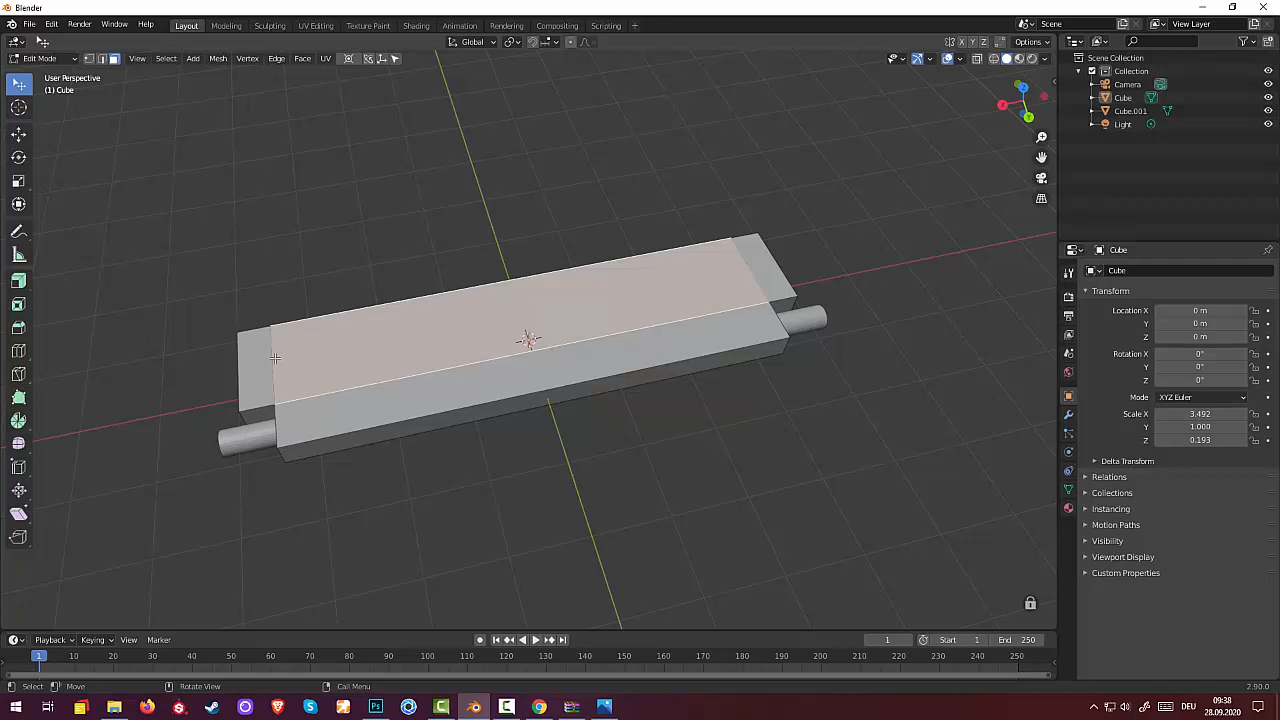 Blender
File Edit Render Window Help Layout Modeling Sculpting UV Editing Texture Paint Shading Animation Rendering Compositing Scripting + Scene View Layer
Global Options
Edit Mode View Select Add Mesh Vertex Edge Face UV
User Perspective
(1) Cube
X Y Z
Z
X
Y
Scene Collection
Collection
Camera
Cube
Cube.001
Light
Cube
Cube
Transform
Location X 0 m
Y 0 m
Z 0 m
Rotation X 0°
Y 0°
Z 0°
Mode XYZ Euler
Scale X 3.492
Y 1.000
Z 0.193
Delta Transform
Relations
Collections
Instancing
Motion Paths
Visibility
Viewport Display
Custom Properties
Playback Keying View Marker 1 Start 1 End 250
1 10 20 30 40 50 60 70 80 90 100 110 120 130 140 150 160 170 180 190 200 210 220 230 240 250
Select Move Rotate View Call Menu 2.90.0
Ps DEU 09:38
28.09.2020